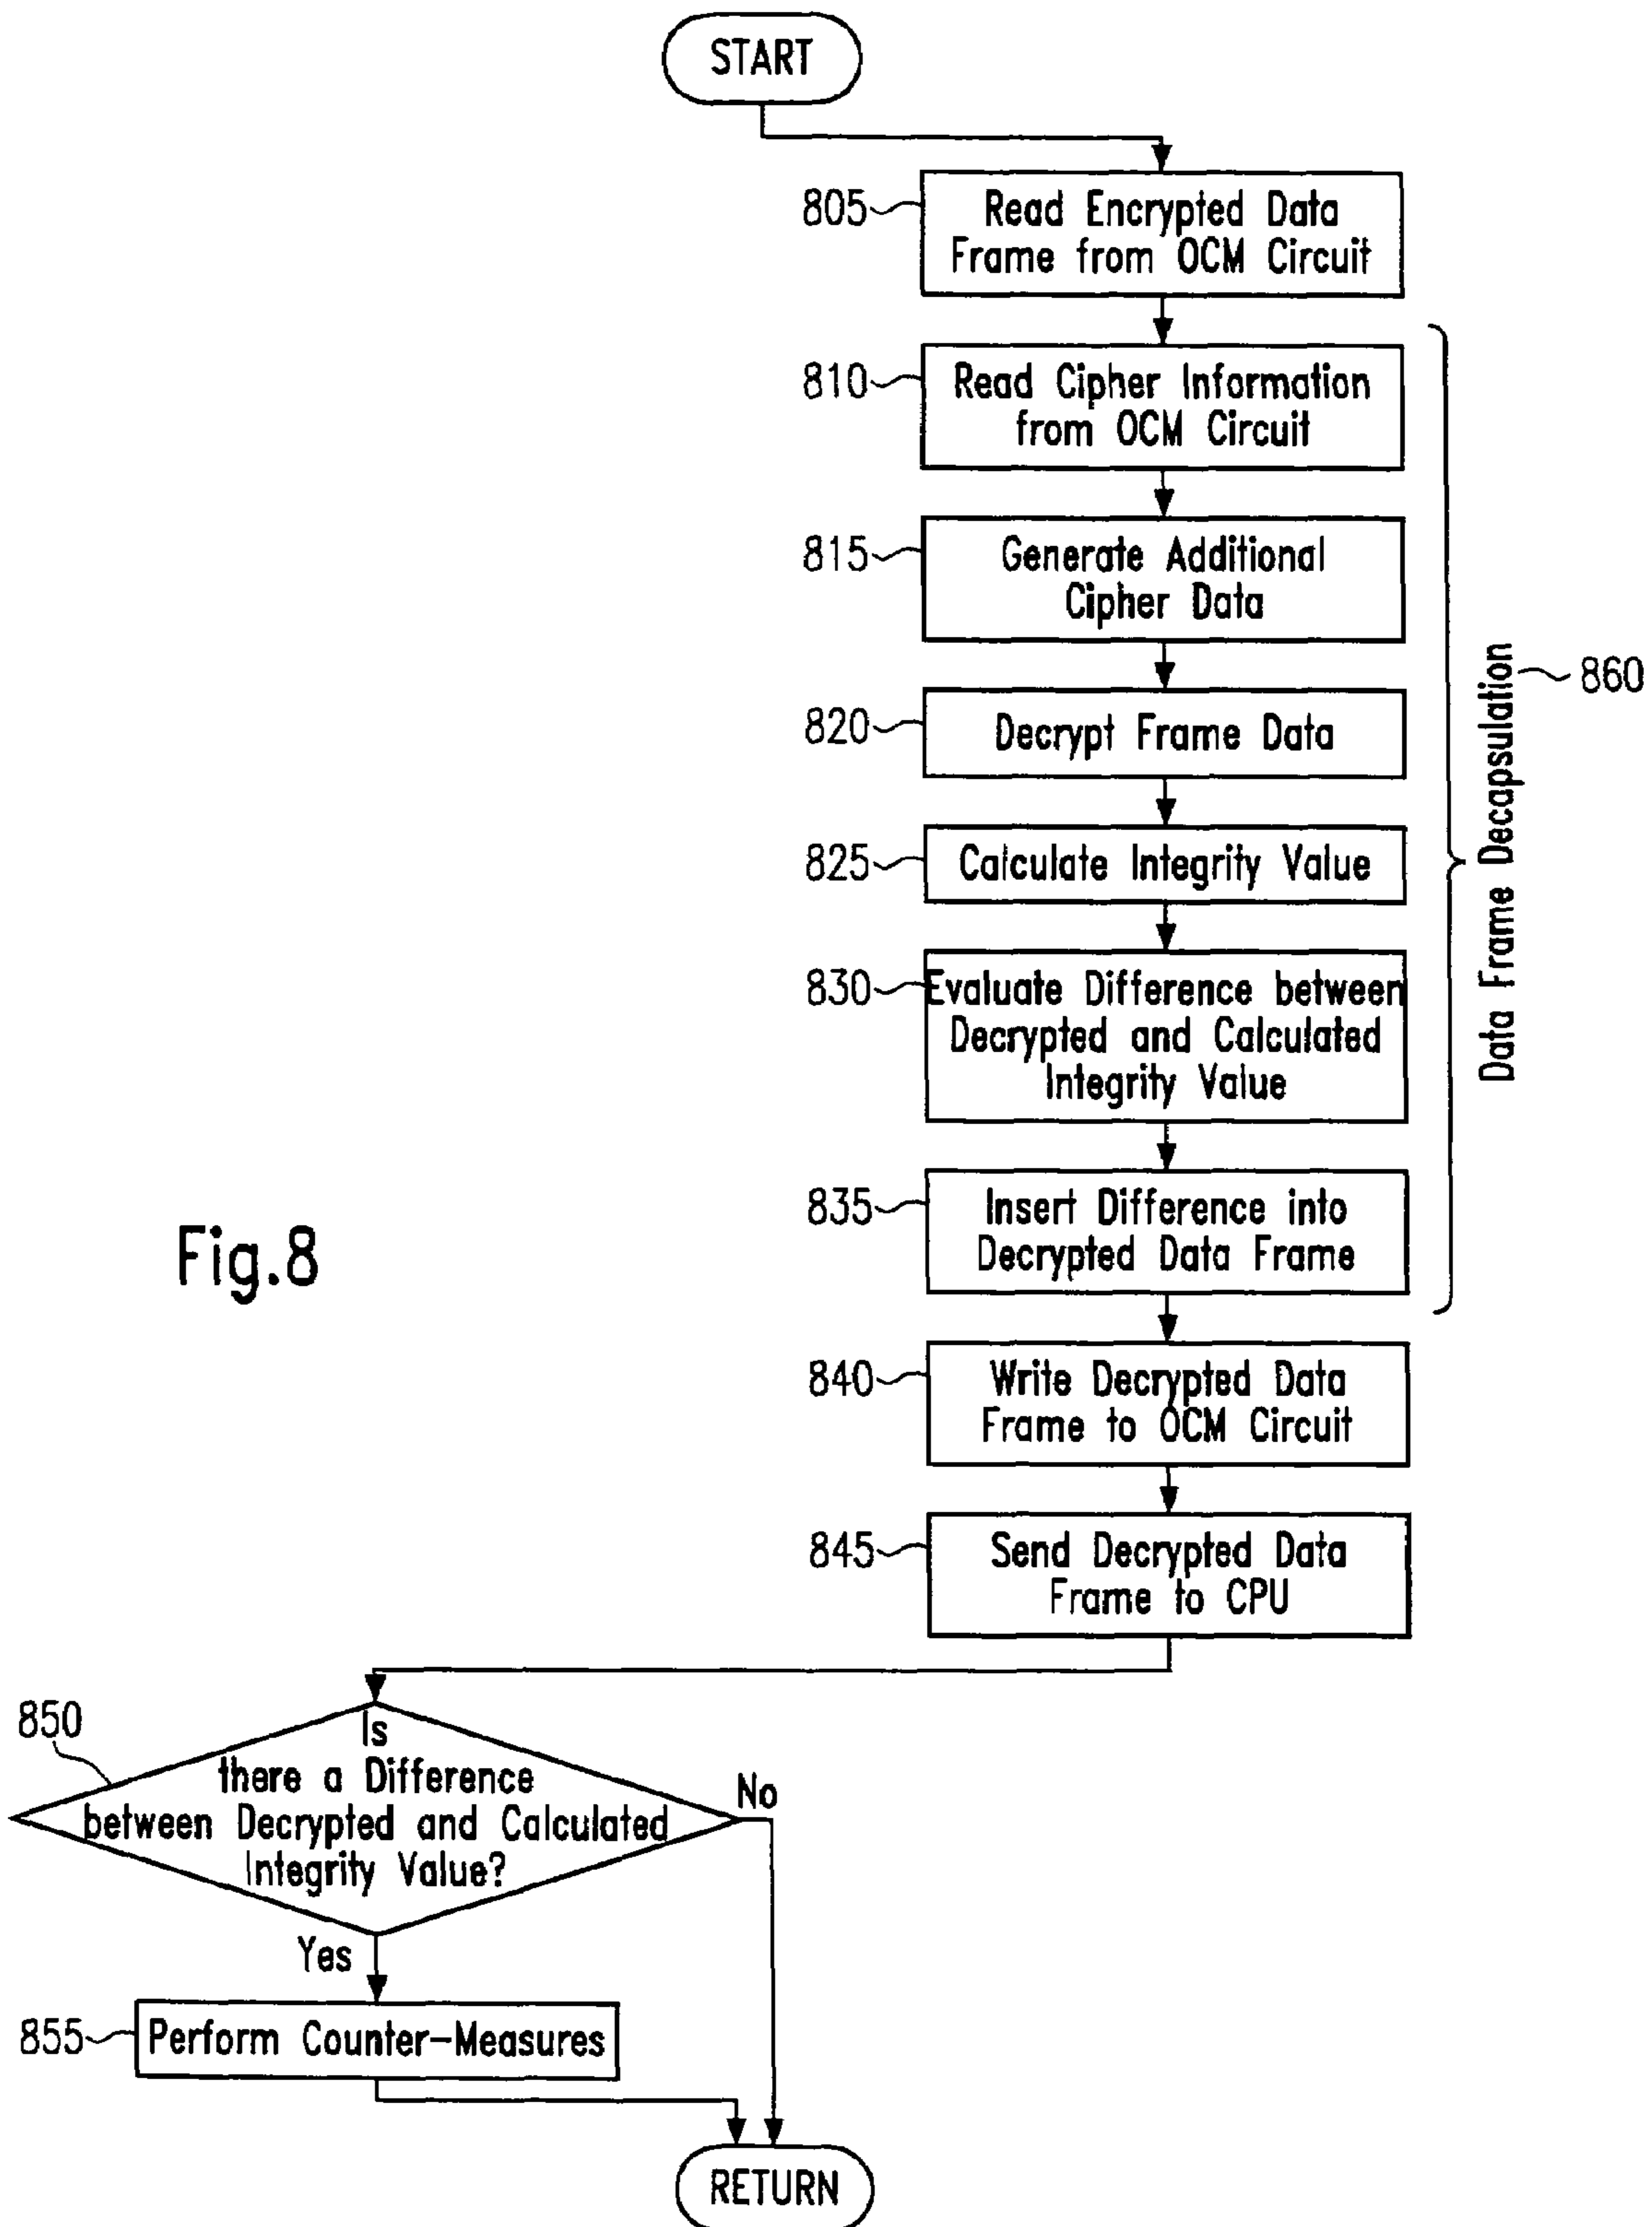 START
805
Read Encrypted Data
Frame from OCM Circuit
810
Read Cipher Information
from OCM Circuit
815
Generate Additional
Cipher Data
820
Decrypt Frame Data
825
Calculate Integrity Value
830
Evaluate Difference between
Decrypted and Calculated
Integrity Value
835
Insert Difference into
Decrypted Data Frame
Data Frame Decapsulation
860
Fig.8
840
Write Decrypted Data
Frame to OCM Circuit
845
Send Decrypted Data
Frame to CPU
850
Is
there a Difference
between Decrypted and Calculated
Integrity Value?
No
Yes
855
Perform Counter-Measures
RETURN